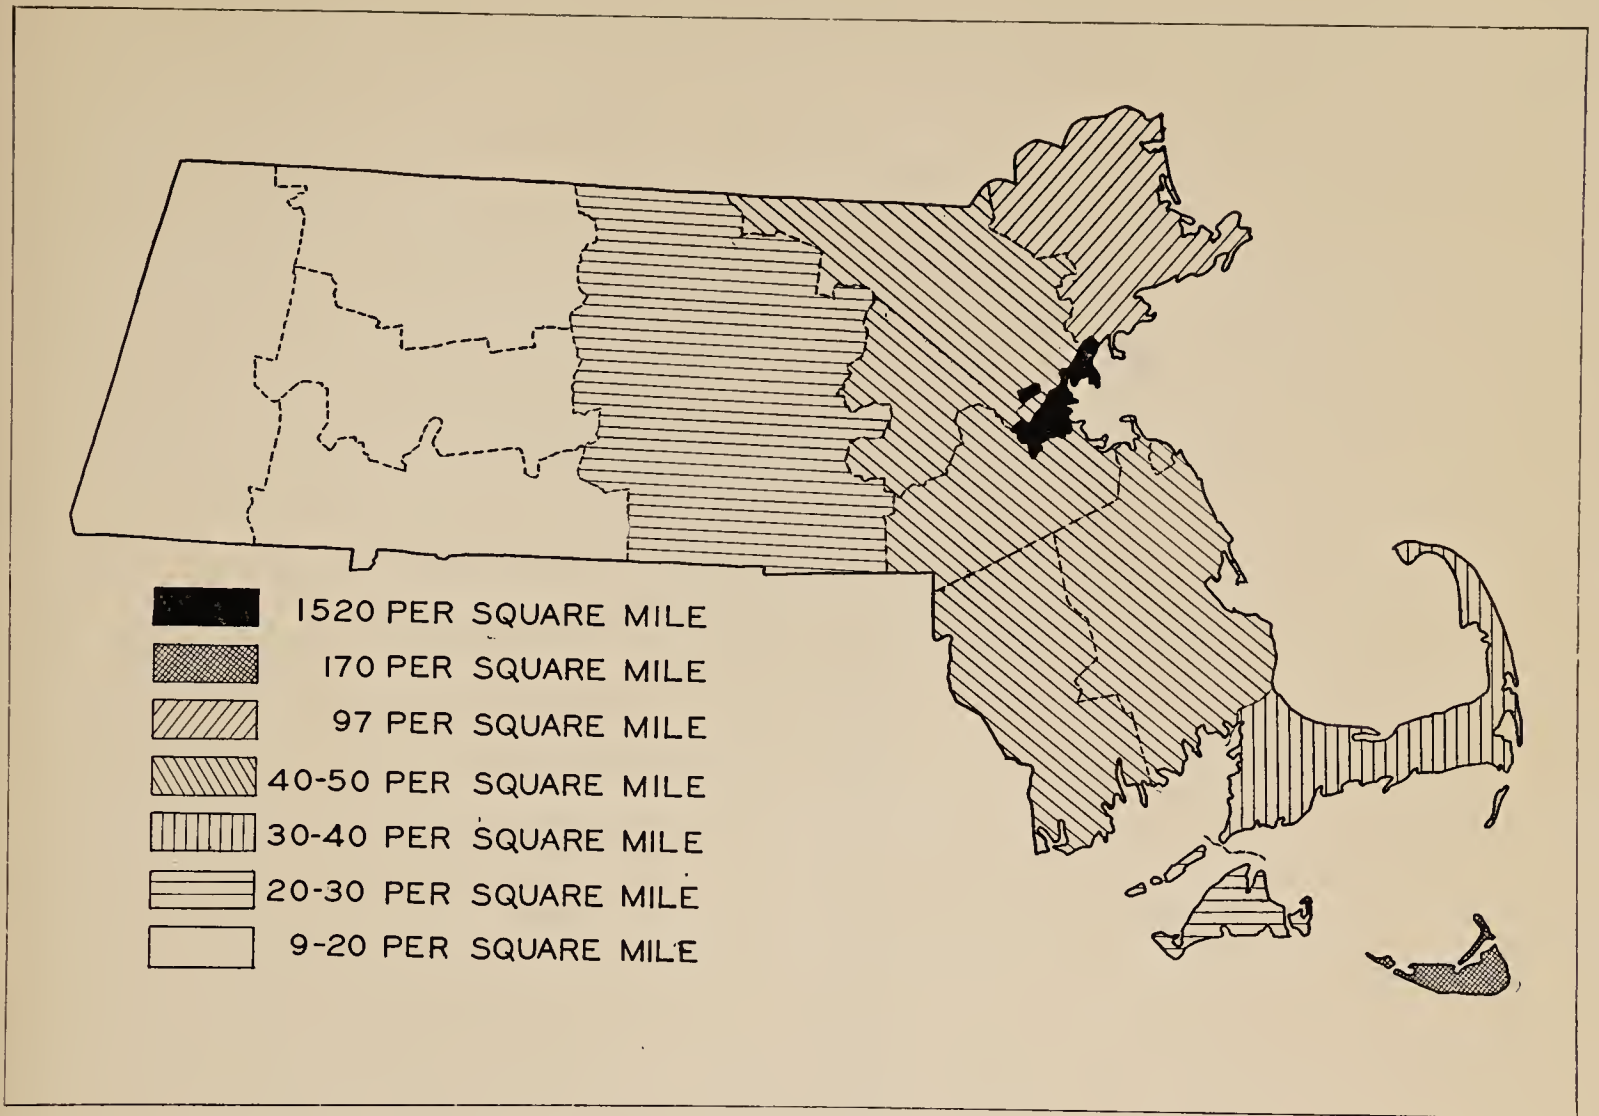 1520 PER SQUARE MILE
170 PER SQUARE MILE
97 PER SQUARE MILE
40-50 PER SQUARE MILE
30-40 PER SQUARE MILE
20-30 PER SQUARE MILE
9-20 PER SQUARE MILE